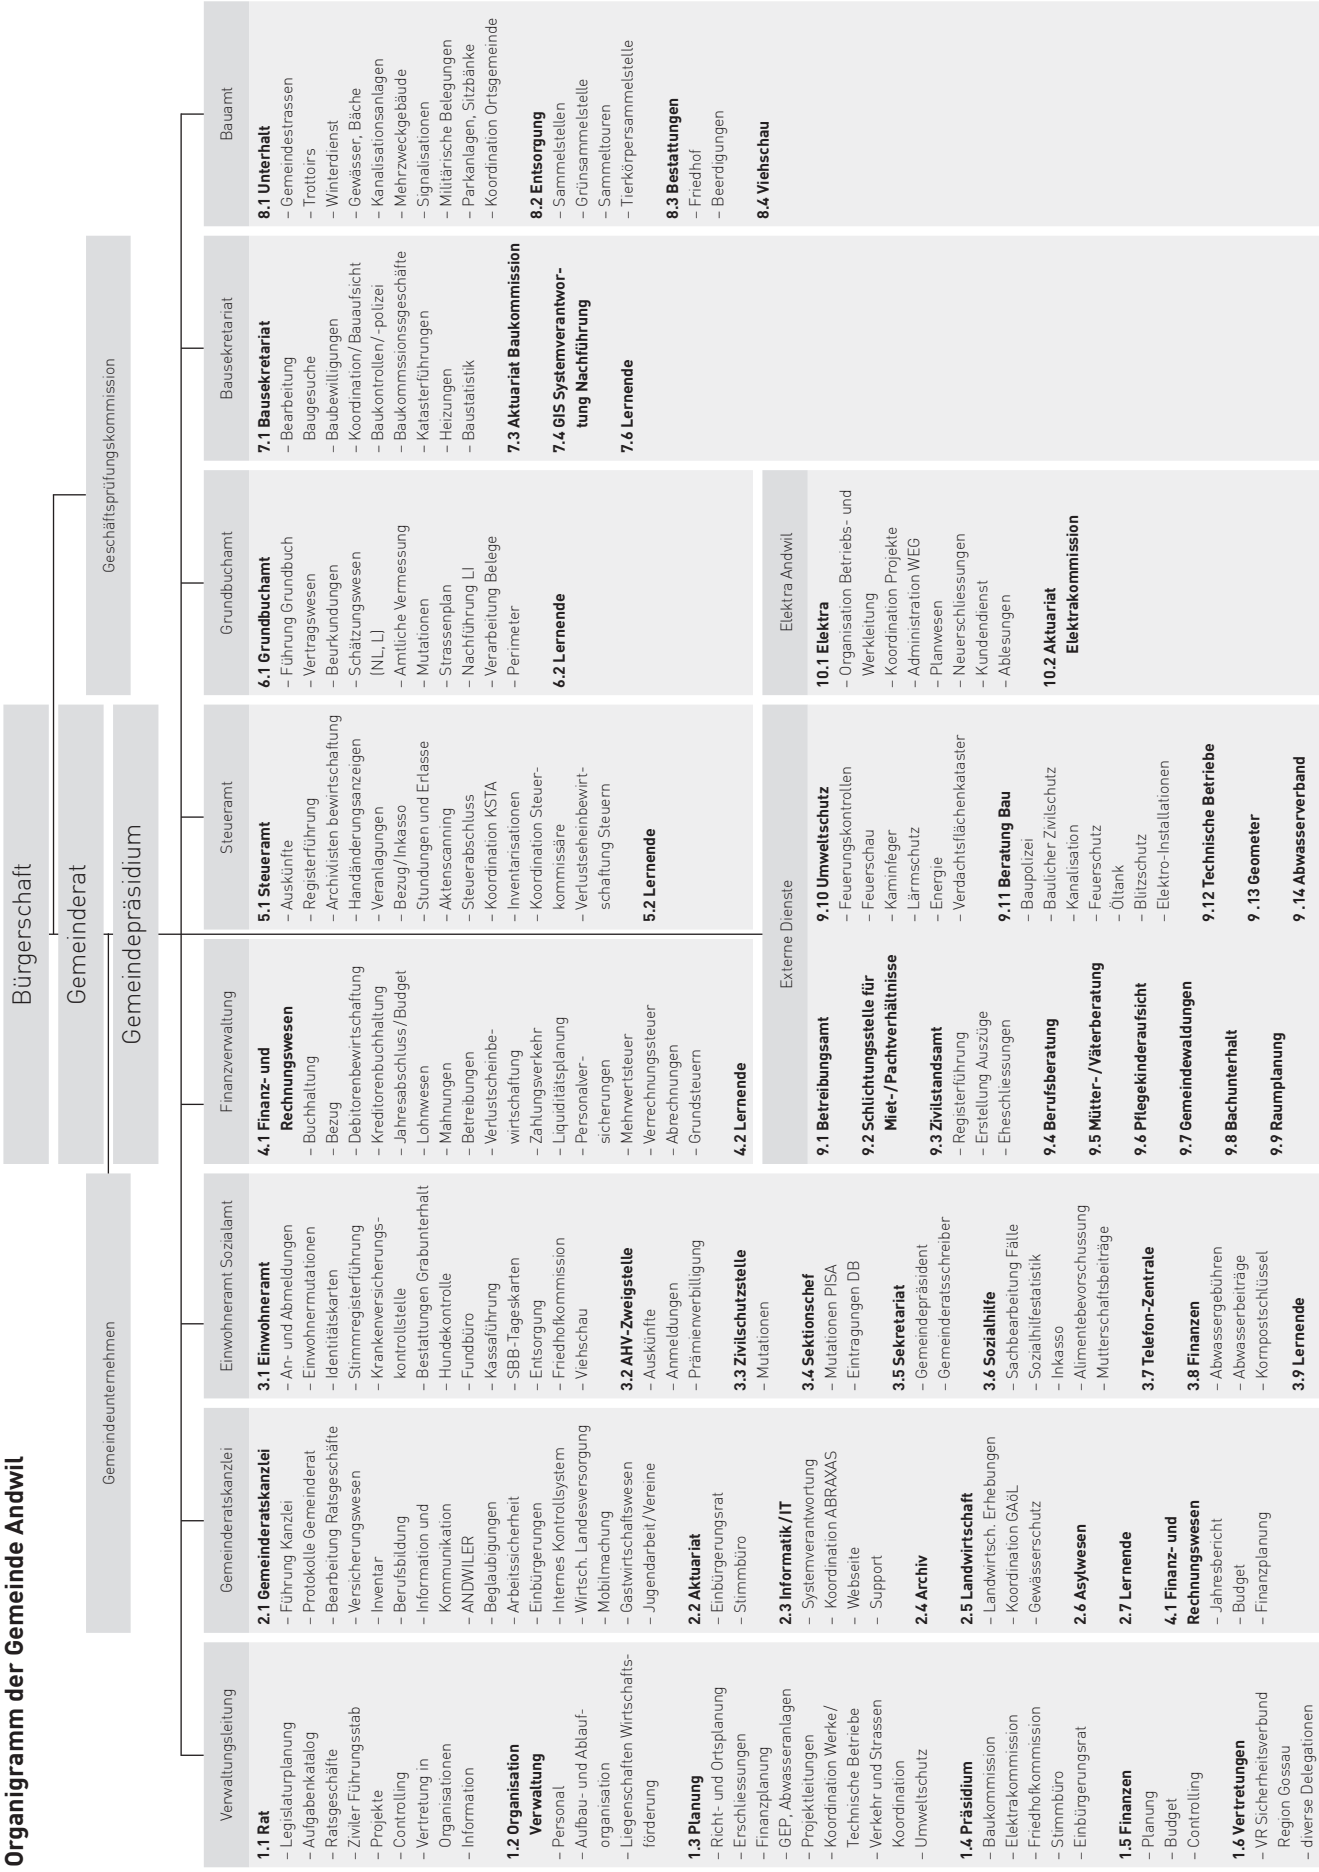 Organigramm der Gemeinde Andwil
Bürgerschaft
Gemeinderat
Gemeindepräsidium
Gemeindeunternehmen
Geschäftsprüfungskommission
Verwaltungsleitung
1.1 Rat
– Legislaturplanung
– Aufgabenkatalog
– Ratsgeschäfte
– Ziviler Führungsstab
– Projekte
– Controlling
– Vertretung in
Organisationen
– Information
1.2 Organisation
Verwaltung
– Personal
– Aufbau- und Ablauf-
organisation
– Liegenschaften Wirtschafts-
förderung
1.3 Planung
– Richt- und Ortsplanung
– Erschliessungen
– Finanzplanung
– GEP, Abwasseranlagen
– Projektleitungen
– Koordination Werke/
Technische Betriebe
– Verkehr und Strassen
Koordination
– Umweltschutz
1.4 Präsidium
– Baukommission
– Elektrakommission
– Friedhofkommission
– Stimmbüro
– Einbürgerungsrat
1.5 Finanzen
– Planung
– Budget
– Controlling
1.6 Vertretungen
– VR Sicherheitsverbund
Region Gossau
– diverse Delegationen
Gemeinderatskanzlei
2.1 Gemeinderatskanzlei
– Führung Kanzlei
– Protokolle Gemeinderat
– Bearbeitung Ratsgeschäfte
– Versicherungswesen
– Inventar
– Berufsbildung
– Information und
Kommunikation
– ANDWILER
– Beglaubigungen
– Arbeitssicherheit
– Einbürgerungen
– Internes Kontrollsystem
– Wirtsch. Landesversorgung
– Mobilmachung
– Gastwirtschaftswesen
– Jugendarbeit/Vereine
2.2 Aktuariat
– Einbürgerungsrat
– Stimmbüro
2.3 Informatik/IT
– Systemverantwortung
– Koordination ABRAXAS
– Webseite
– Support
2.4 Archiv
2.5 Landwirtschaft
– Landwirtsch. Erhebungen
– Koordination GAöL
– Gewässerschutz
2.6 Asylwesen
2.7 Lernende
4.1 Finanz- und
Rechnungswesen
– Jahresbericht
– Budget
– Finanzplanung
Einwohneramt Sozialamt
3.1 Einwohneramt
– An- und Abmeldungen
– Einwohnermutationen
– Identitätskarten
– Stimmregisterführung
– Krankenversicherungs-
kontrollstelle
– Bestattungen Grabunterhalt
– Hundekontrolle
– Fundbüro
– Kassaführung
– SBB-Tageskarten
– Entsorgung
– Friedhofkommission
– Viehschau
3.2 AHV-Zweigstelle
– Auskünfte
– Anmeldungen
– Prämienverbilligung
3.3 Zivilschutzstelle
– Mutationen
3.4 Sektionschef
– Mutationen PISA
– Eintragungen DB
3.5 Sekretariat
– Gemeindepräsident
– Gemeinderatsschreiber
3.6 Sozialhilfe
– Sachbearbeitung Fälle
– Sozialhilfestatistik
– Inkasso
– Alimentebevorschussung
– Mutterschaftsbeiträge
3.7 Telefon-Zentrale
3.8 Finanzen
– Abwassergebühren
– Abwasserbeiträge
– Kornpostschlüssel
3.9 Lernende
Finanzverwaltung
4.1 Finanz- und
Rechnungswesen
– Buchhaltung
– Bezug
– Debitorenbewirtschaftung
– Kreditorenbuchhaltung
– Jahresabschluss/Budget
– Lohnwesen
– Mahnungen
– Betreibungen
– Verlustscheinbe-
wirtschaftung
– Zahlungsverkehr
– Liquiditätsplanung
– Personalver-
sicherungen
– Mehrwertsteuer
– Verrechnungssteuer
– Abrechnungen
– Grundsteuern
4.2 Lernende
Steueramt
5.1 Steueramt
– Auskünfte
– Registerführung
– Archivlisten bewirtschaftung
– Handänderungsanzeigen
– Veranlagungen
– Bezug/Inkasso
– Stundungen und Erlasse
– Aktenscanning
– Steuerabschluss
– Koordination KSTA
– Inventarisationen
– Koordination Steuer-
kommissäre
– Verlustscheinbewirt-
schaftung Steuern
5.2 Lernende
Grundbuchamt
6.1 Grundbuchamt
– Führung Grundbuch
– Vertragswesen
– Beurkundungen
– Schätzungswesen
(NL, L)
– Amtliche Vermessung
– Mutationen
– Strassenplan
– Nachführung LI
– Verarbeitung Belege
– Perimeter
6.2 Lernende
Bausekretariat
7.1 Bausekretariat
– Bearbeitung
Baugesuche
– Baubewilligungen
– Koordination/Bauaufsicht
– Baukontrollen/-polizei
– Baukommssionssgeschäfte
– Katasterführungen
– Heizungen
– Baustatistik
7.3 Aktuariat Baukommission
7.4 GIS Systemverantwor-
tung Nachführung
7.6 Lernende
Bauamt
8.1 Unterhalt
– Gemeindestrassen
– Trottoirs
– Winterdienst
– Gewässer, Bäche
– Kanalisationsanlagen
– Mehrzweckgebäude
– Signalisationen
– Militärische Belegungen
– Parkanlagen, Sitzbänke
– Koordination Ortsgemeinde
8.2 Entsorgung
– Sammelstellen
– Grünsammelstelle
– Sammeltouren
– Tierkörpersammelstelle
8.3 Bestattungen
– Friedhof
– Beerdigungen
8.4 Viehschau
Externe Dienste
9.1 Betreibungsamt
9.2 Schlichtungsstelle für
Miet-/Pachtverhältnisse
9.3 Zivilstandsamt
– Registerführung
– Erstellung Auszüge
– Eheschliessungen
9.4 Berufsberatung
9.5 Mütter-/Väterberatung
9.6 Pflegekinderaufsicht
9.7 Gemeindewaldungen
9.8 Bachunterhalt
9.9 Raumplanung
9.10 Umweltschutz
– Feuerungskontrollen
– Feuerschau
– Kaminfeger
– Lärmschutz
– Energie
– Verdachtsflächenkataster
9.11 Beratung Bau
– Baupolizei
– Baulicher Zivilschutz
– Kanalisation
– Feuerschutz
– Öltank
– Blitzschutz
– Elektro-Installationen
9.12 Technische Betriebe
9.13 Geometer
9.14 Abwasserverband
Elektra Andwil
10.1 Elektra
– Organisation Betriebs- und
Werkleitung
– Koordination Projekte
– Administration WEG
– Planwesen
– Neuerschliessungen
– Kundendienst
– Ablesungen
10.2 Aktuariat
Elektrakommission